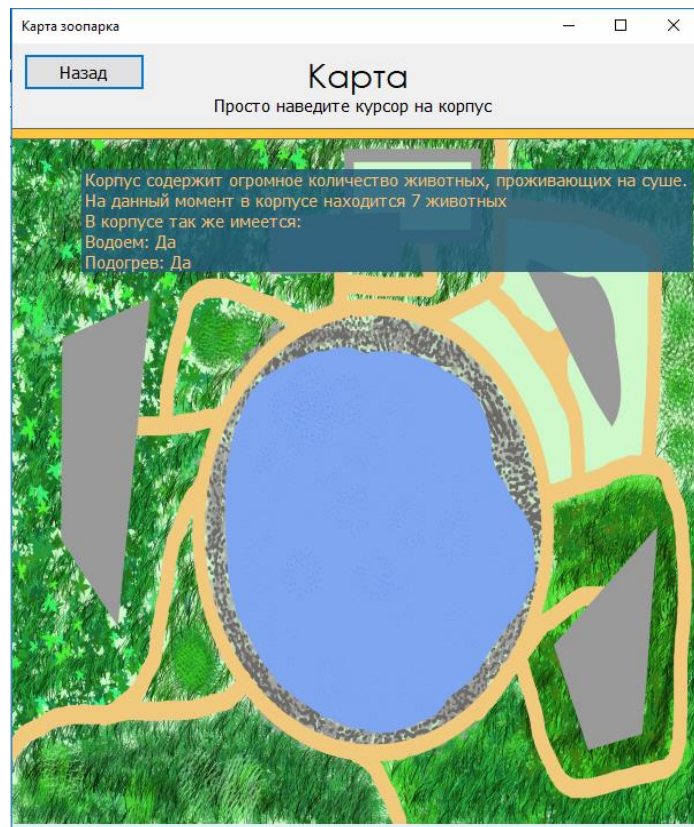 Карта зоопарка
Назад
Карта
Просто наведите курсор на корпус
Корпус содержит огромное количество животных, проживающих на суше.
На данный момент в корпусе находится 7 животных
В корпусе так же имеется:
Водоем: Да
Подогрев: Да